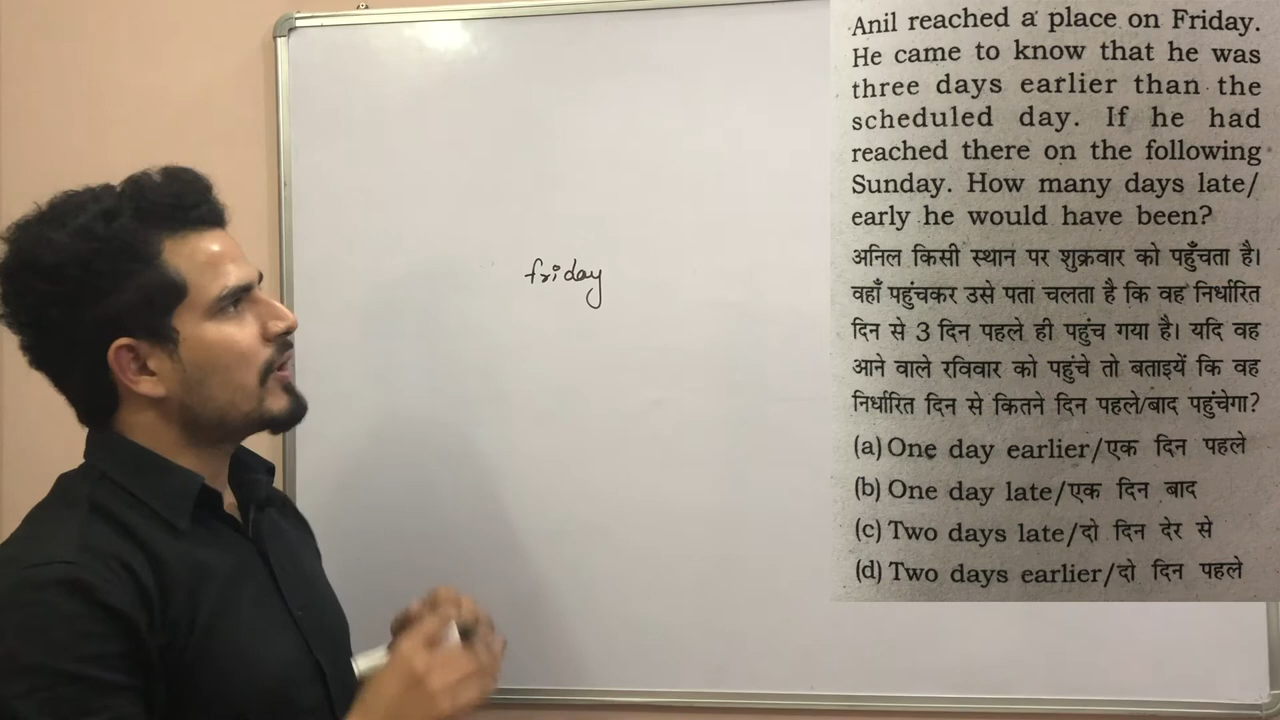 friday
Anil reached a place on Friday.
He came to know that he was
three days earlier than the
scheduled day. If he had
reached there on the following
Sunday. How many days late/
early he would have been?
अनिल किसी स्थान पर शुक्रवार को पहुँचता है।
वहाँ पहुंचकर उसे पता चलता है कि वह निर्धारित
दिन से 3 दिन पहले ही पहुंच गया है। यदि वह
आने वाले रविवार को पहुंचे तो बताइयें कि वह
निर्धारित दिन से कितने दिन पहले/बाद पहुंचेगा?
(a) One day earlier/एक दिन पहले
(b) One day late/एक दिन बाद
(c) Two days late/दो दिन देर से
(d) Two days earlier/दो दिन पहले